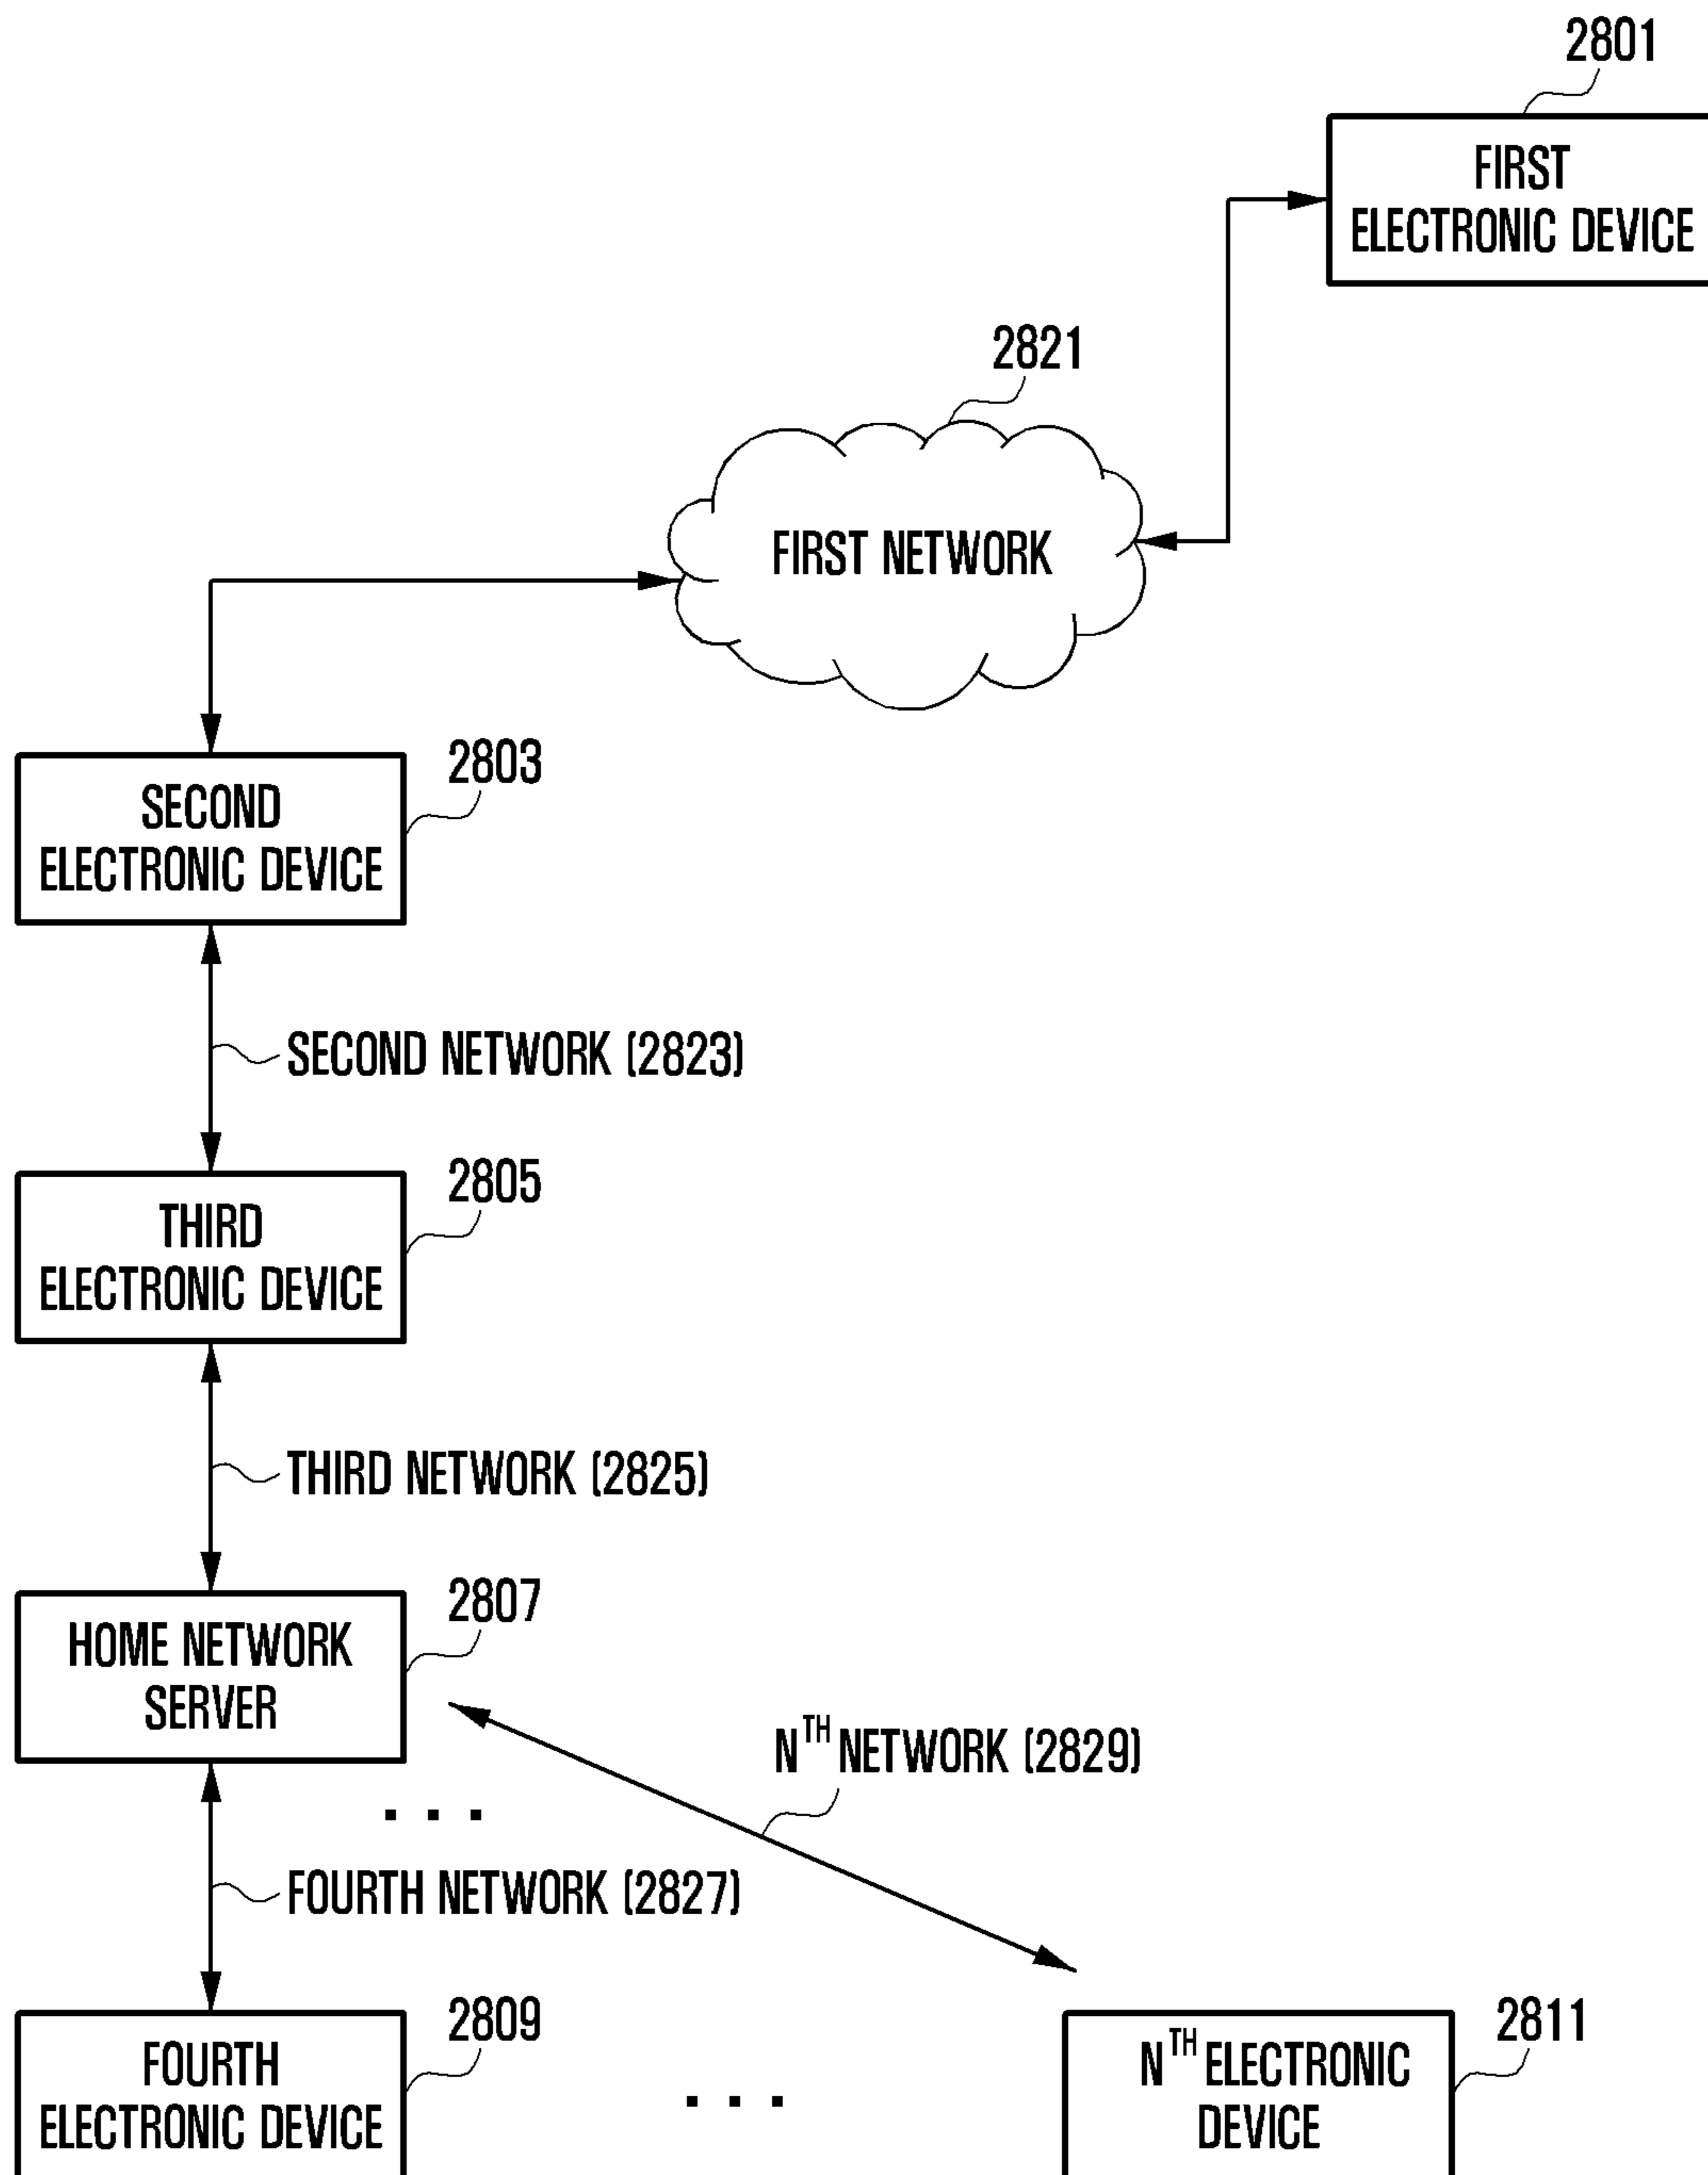 2801
FIRST
ELECTRONIC DEVICE
2821
FIRST NETWORK
2803
SECOND
ELECTRONIC DEVICE
SECOND NETWORK (2823)
2805
THIRD
ELECTRONIC DEVICE
THIRD NETWORK (2825)
2807
HOME NETWORK
SERVER
NTH NETWORK (2829)
. . .
FOURTH NETWORK (2827)
2809
FOURTH
ELECTRONIC DEVICE
. . .
2811
NTH ELECTRONIC
DEVICE